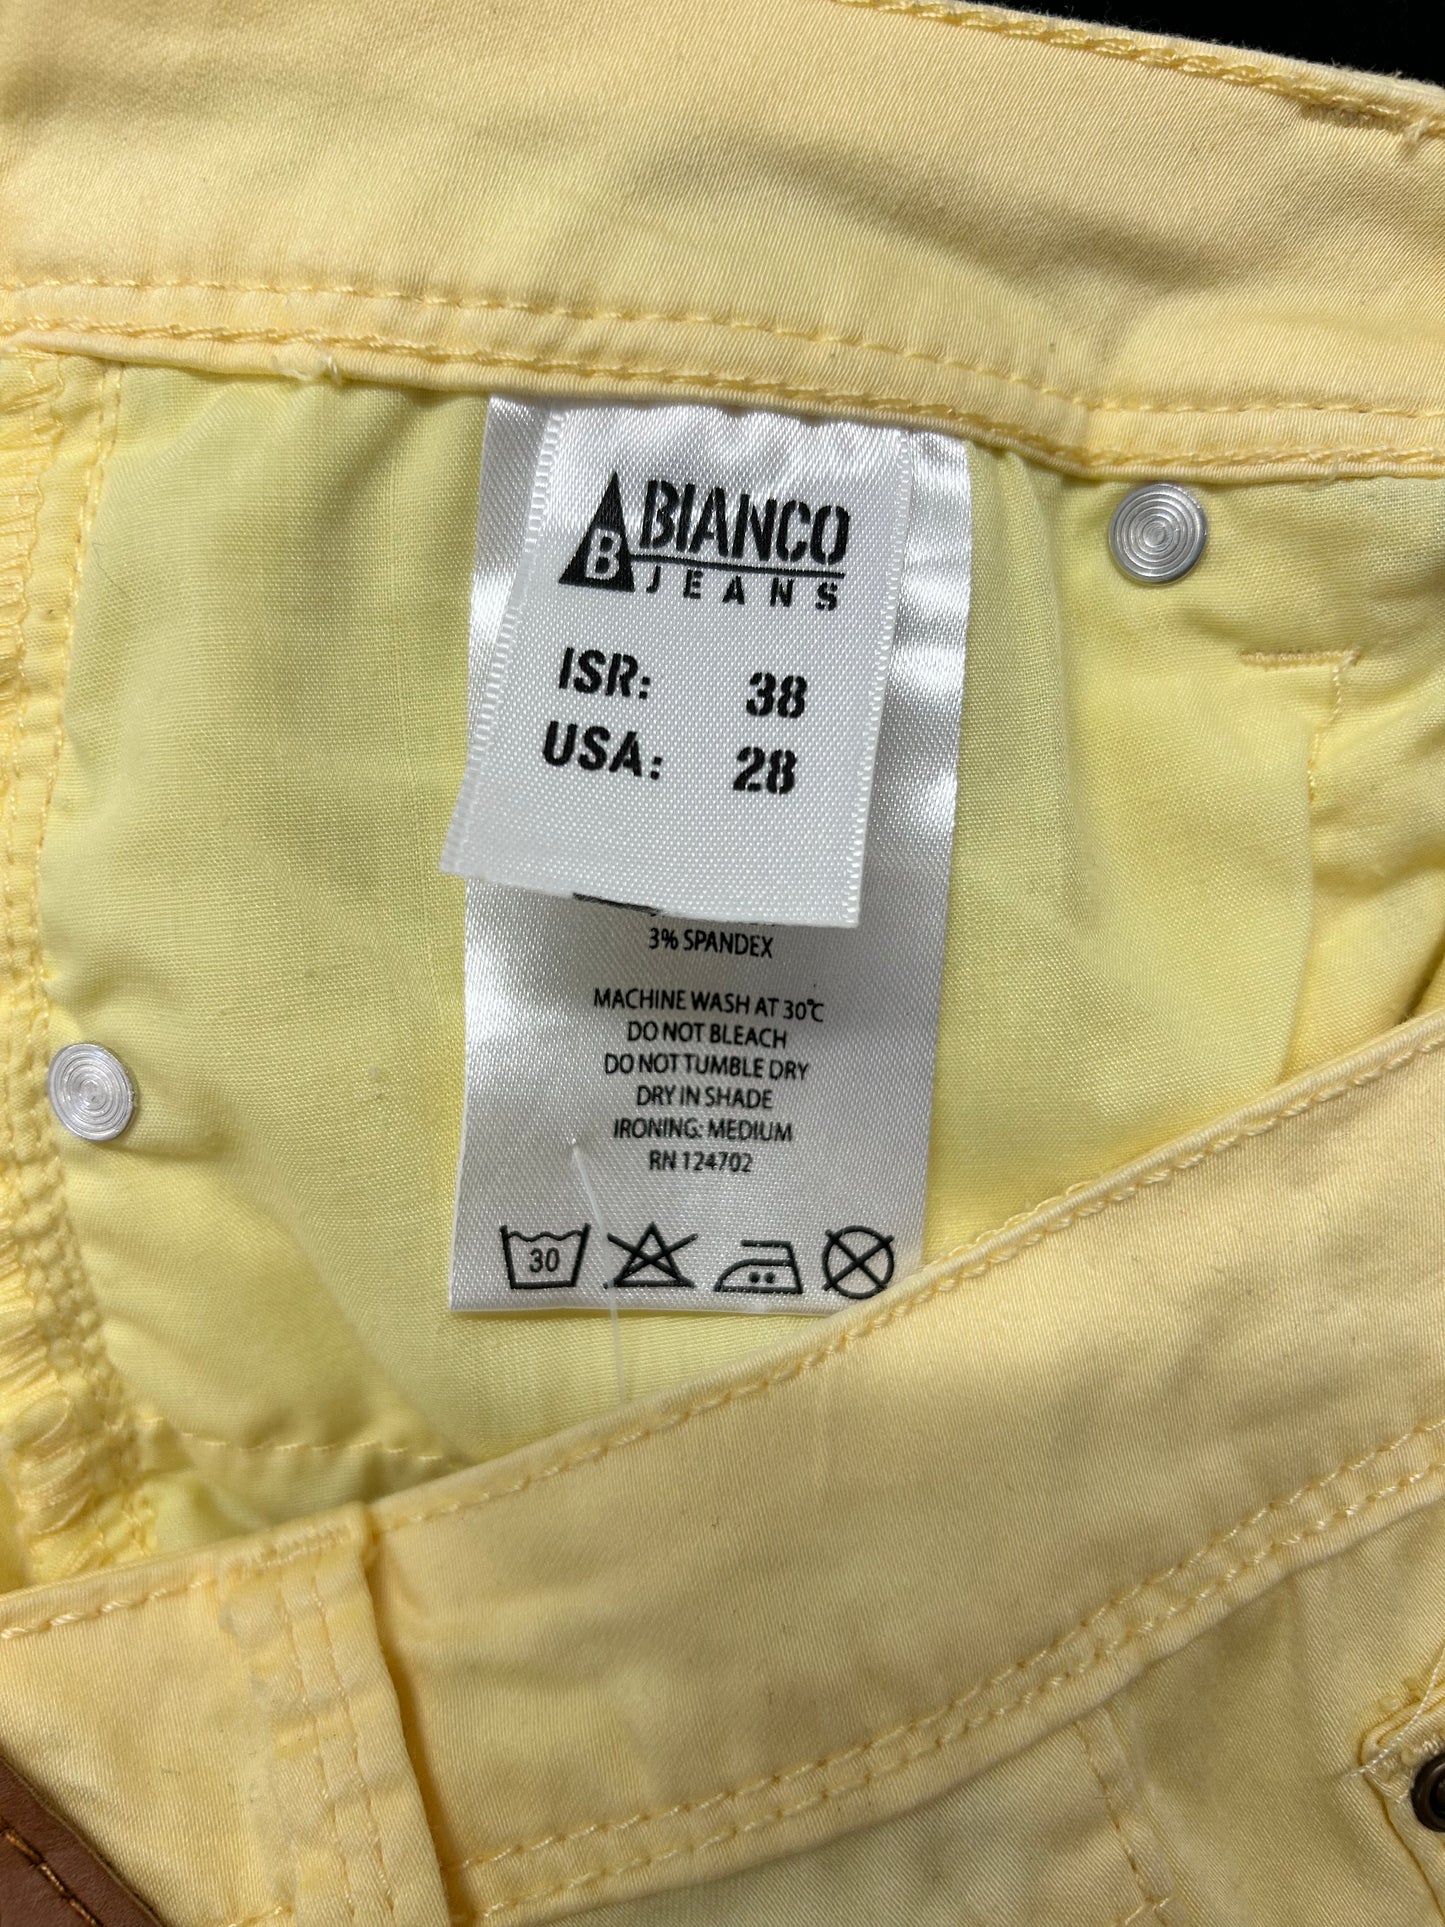 B BIANCO
JEANS
ISR: 38
USA: 28
3% SPANDEX
MACHINE WASH AT 30℃
DO NOT BLEACH
DO NOT TUMBLE DRY
DRY IN SHADE
IRONING: MEDIUM
RN 124702
30